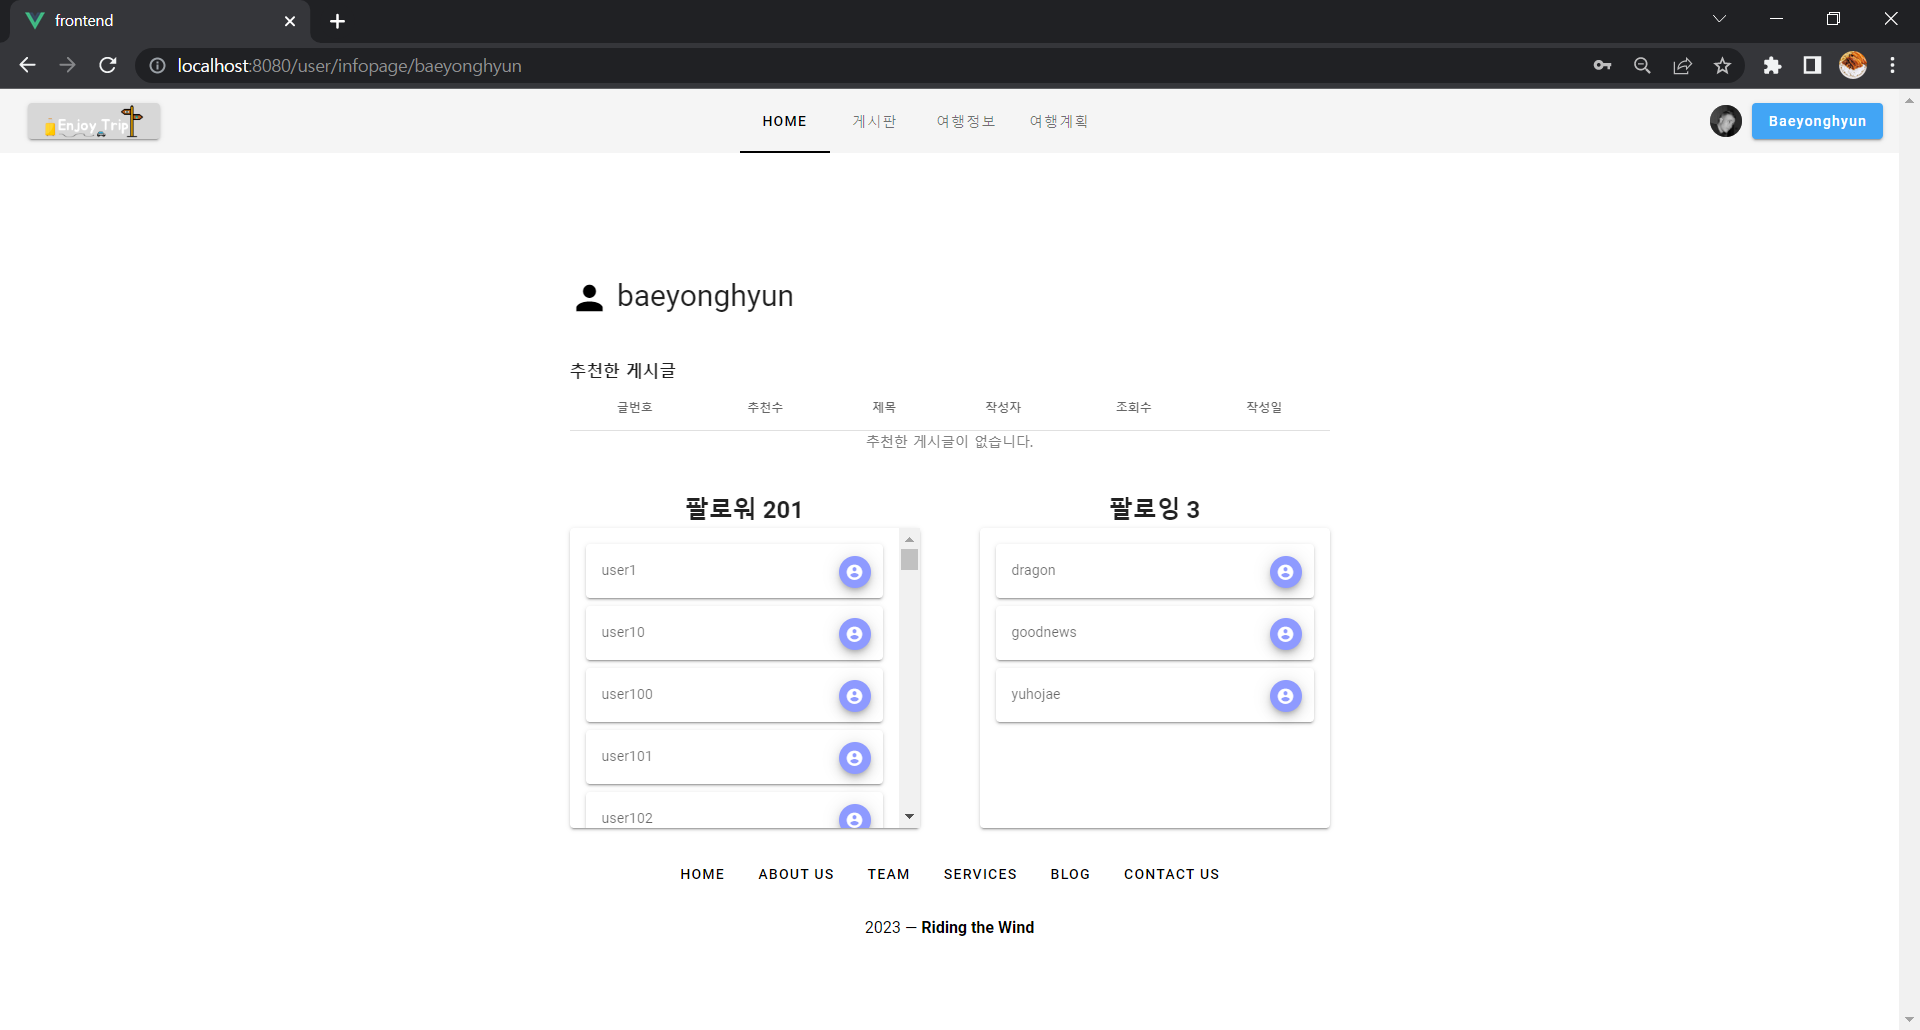 frontend
localhost:8080/user/infopage/baeyonghyun
Enjoy Trip
HOME 게시판 여행정보 여행계획
Baeyonghyun
baeyonghyun
추천한 게시글
글번호 추천수 제목 작성자 조회수 작성일
추천한 게시글이 없습니다.
팔로워 201
user1
user10
user100
user101
user102
팔로잉 3
dragon
goodnews
yuhojae
HOME ABOUT US TEAM SERVICES BLOG CONTACT US
2023 — Riding the Wind